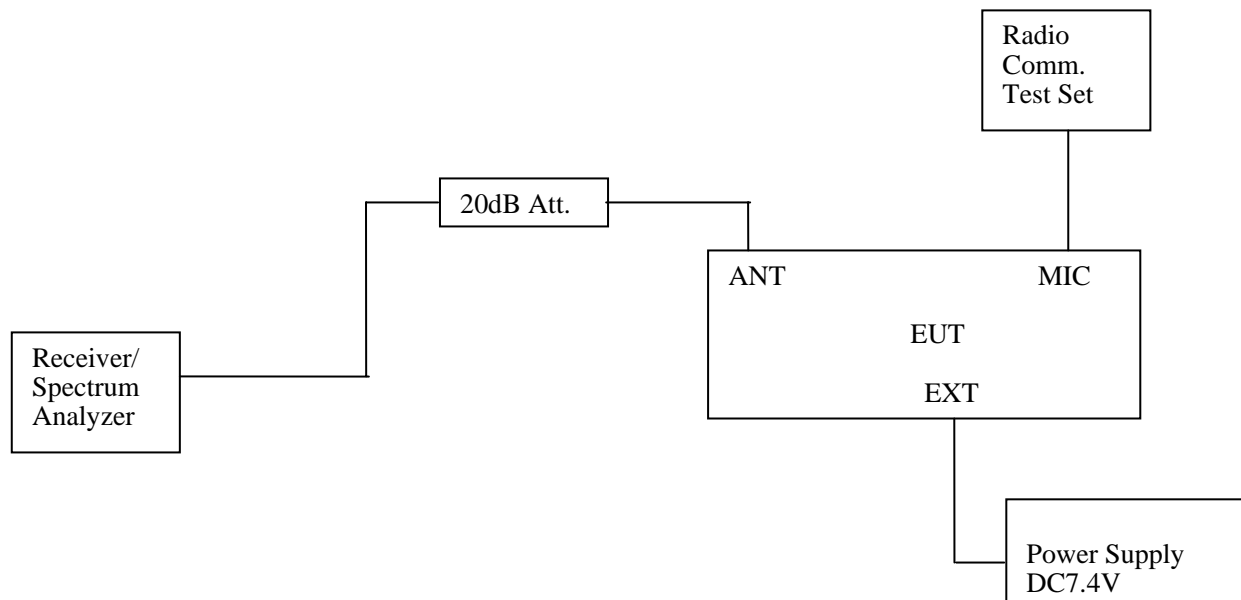 Radio
Comm.
Test Set
20dB Att.
ANT
MIC
EUT
EXT
Receiver/
Spectrum
Analyzer
Power Supply
DC7.4V